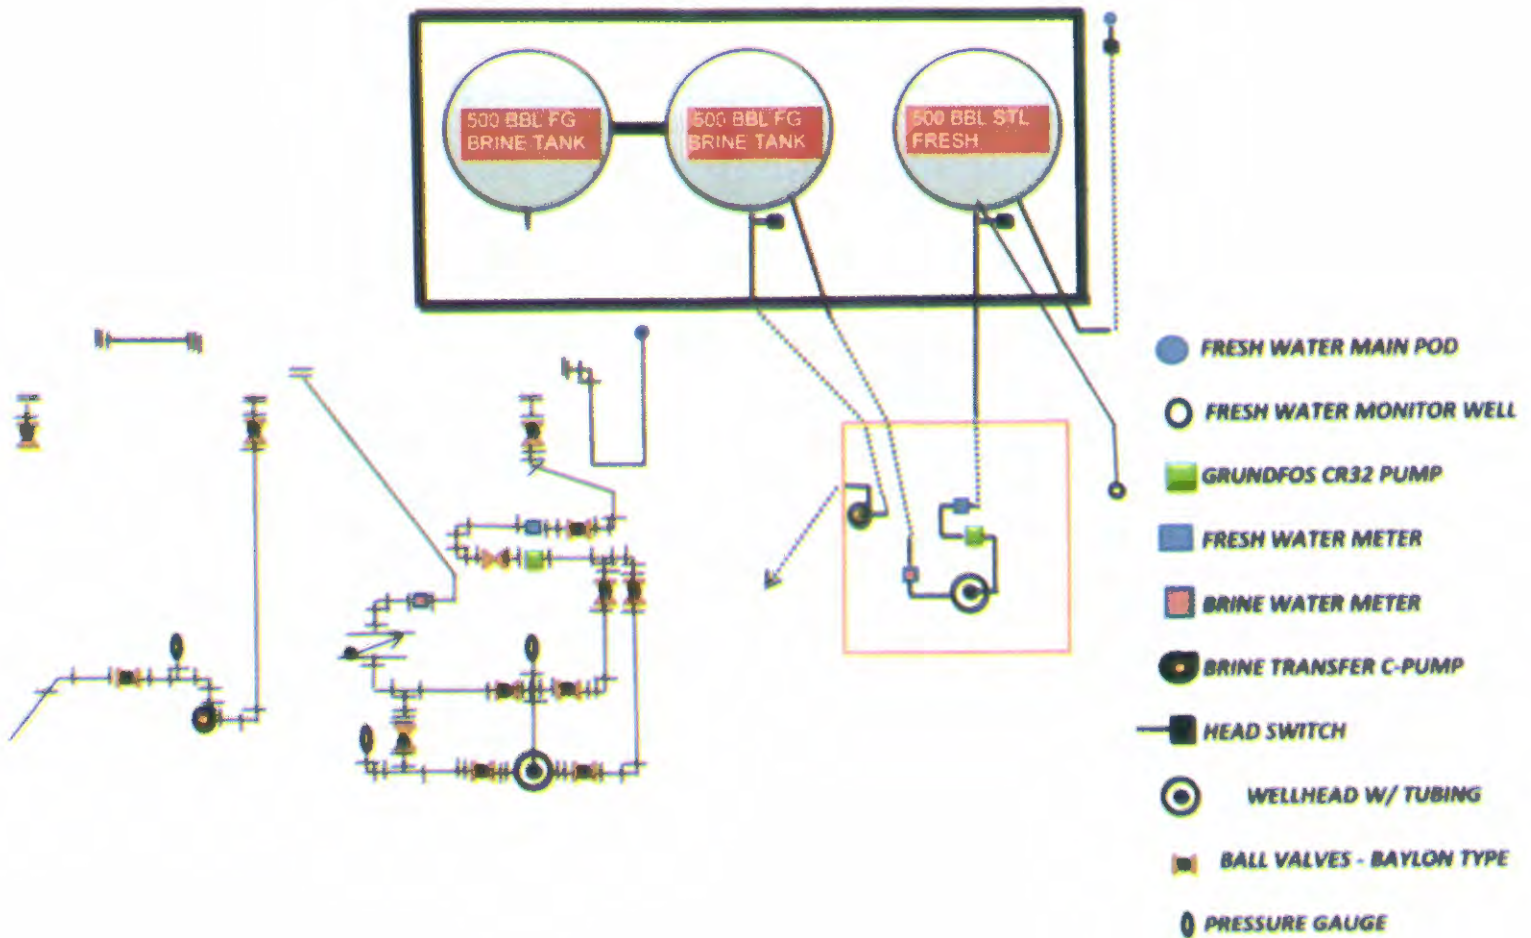 500 BBL FG
BRINE TANK
500 BBL FG
BRINE TANK
500 BBL STL
FRESH
FRESH WATER MAIN POD
FRESH WATER MONITOR WELL
GRUNDFOS CR32 PUMP
FRESH WATER METER
BRINE WATER METER
BRINE TRANSFER C-PUMP
HEAD SWITCH
WELLHEAD W/ TUBING
BALL VALVES - BAYLON TYPE
PRESSURE GAUGE